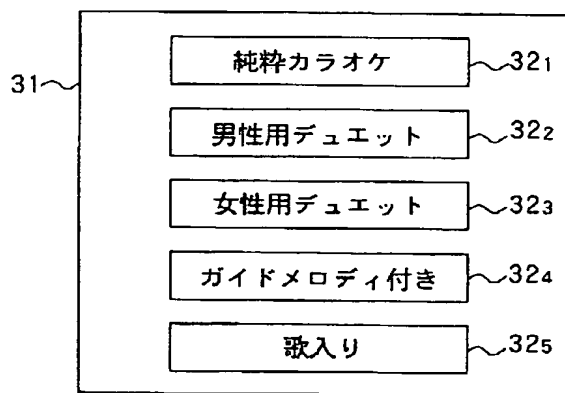 純粋カラオケ 32₁
31
男性用デュエット 32₂
女性用デュエット 32₃
ガイドメロディ付き 32₄
歌入り 32₅